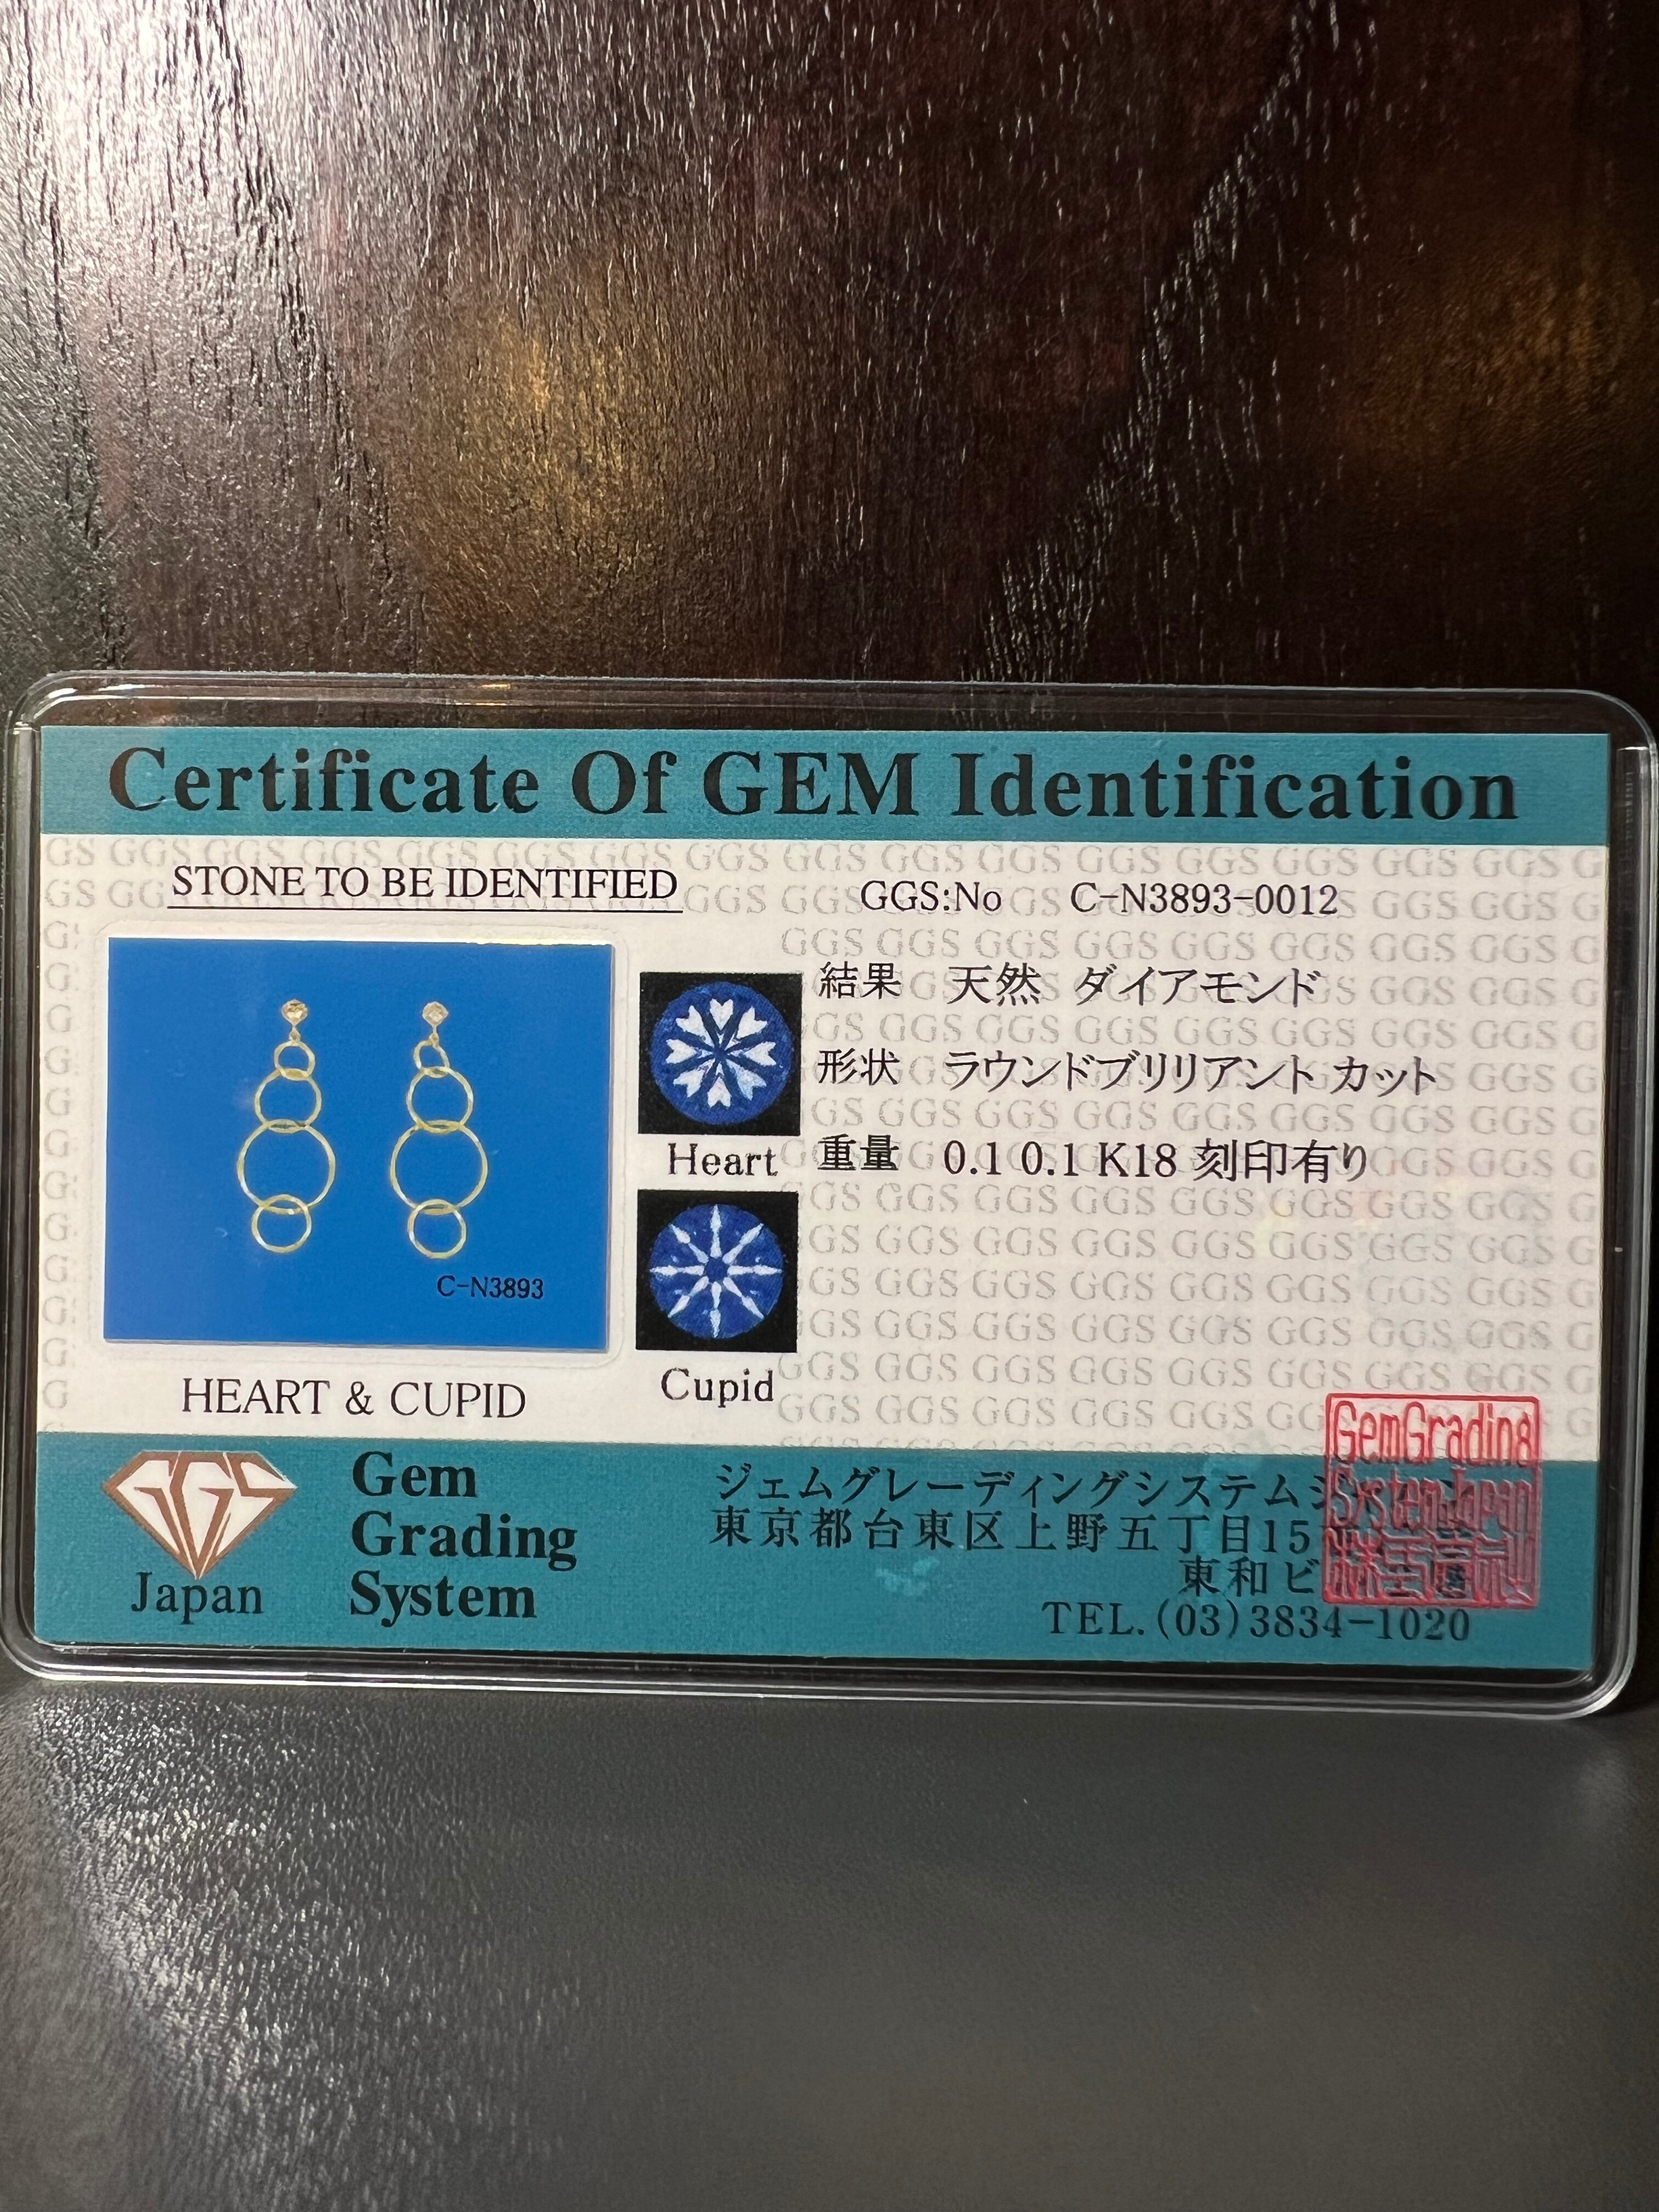 Certificate Of GEM Identification
STONE TO BE IDENTIFIED
GGS:No C-N3893-0012
結果 天然 ダイアモンド
形状 ラウンドブリリアント カット
重量 0.1 0.1 K18 刻印有り
Heart
Cupid
C-N3893
HEART & CUPID
GGS
Japan
Gem
Grading
System
ジェムグレーディングシステム
東京都台東区上野五丁目15
東和ビ
TEL.(03)3834-1020
GemGrading
SystemJapan